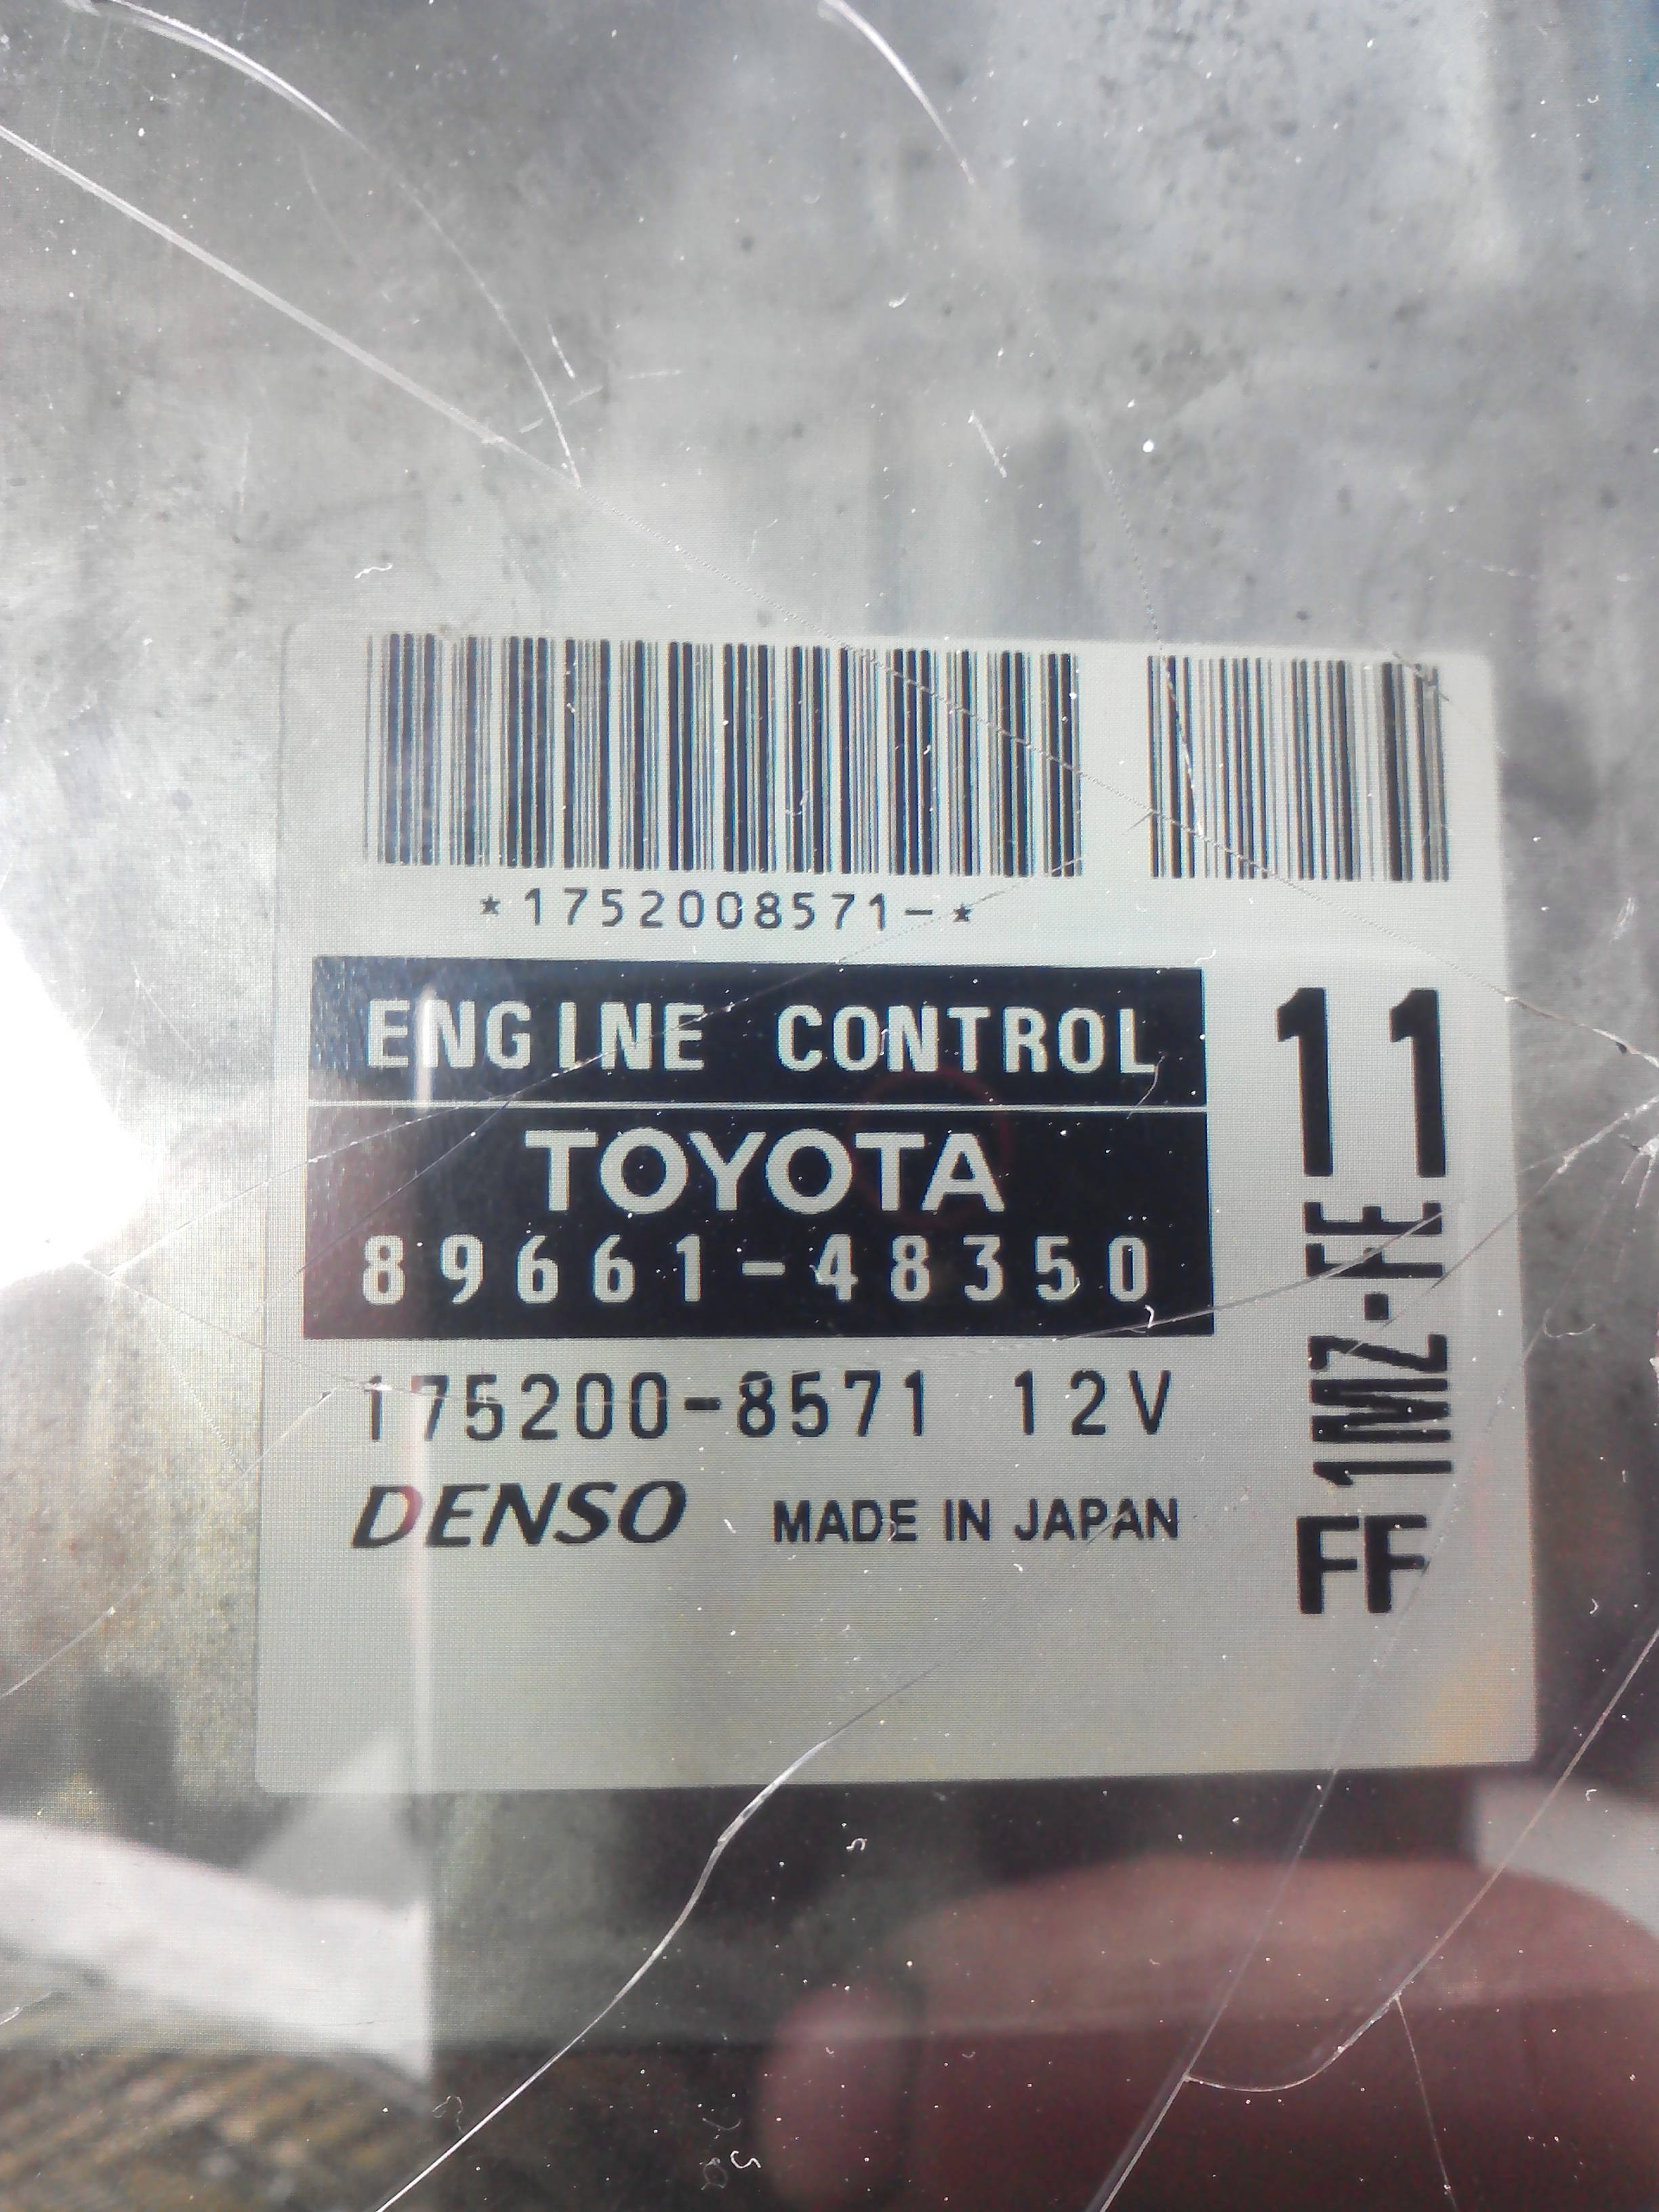 *1752008571-*
ENGINE CONTROL
TOYOTA
89661-48350
175200-8571 12V
DENSO MADE IN JAPAN
11
FF 1MZ-FE